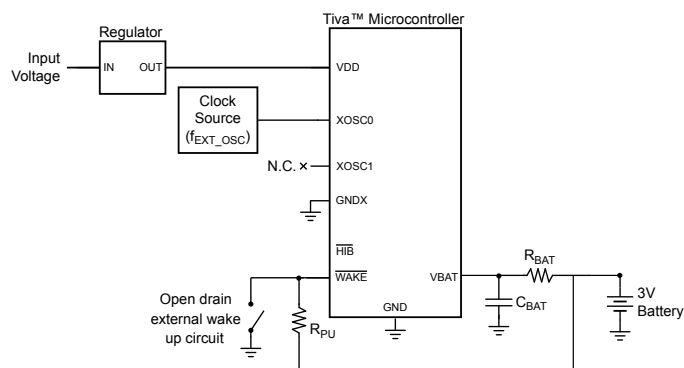 Tiva™ Microcontroller
Regulator
Input
Voltage
IN
OUT
VDD
Clock
Source
(fEXT_OSC)
XOSC0
N.C.
XOSC1
GNDX
HIB
WAKE
VBAT
RBAT
Open drain
external wake
up circuit
RPU
GND
CBAT
3V
Battery